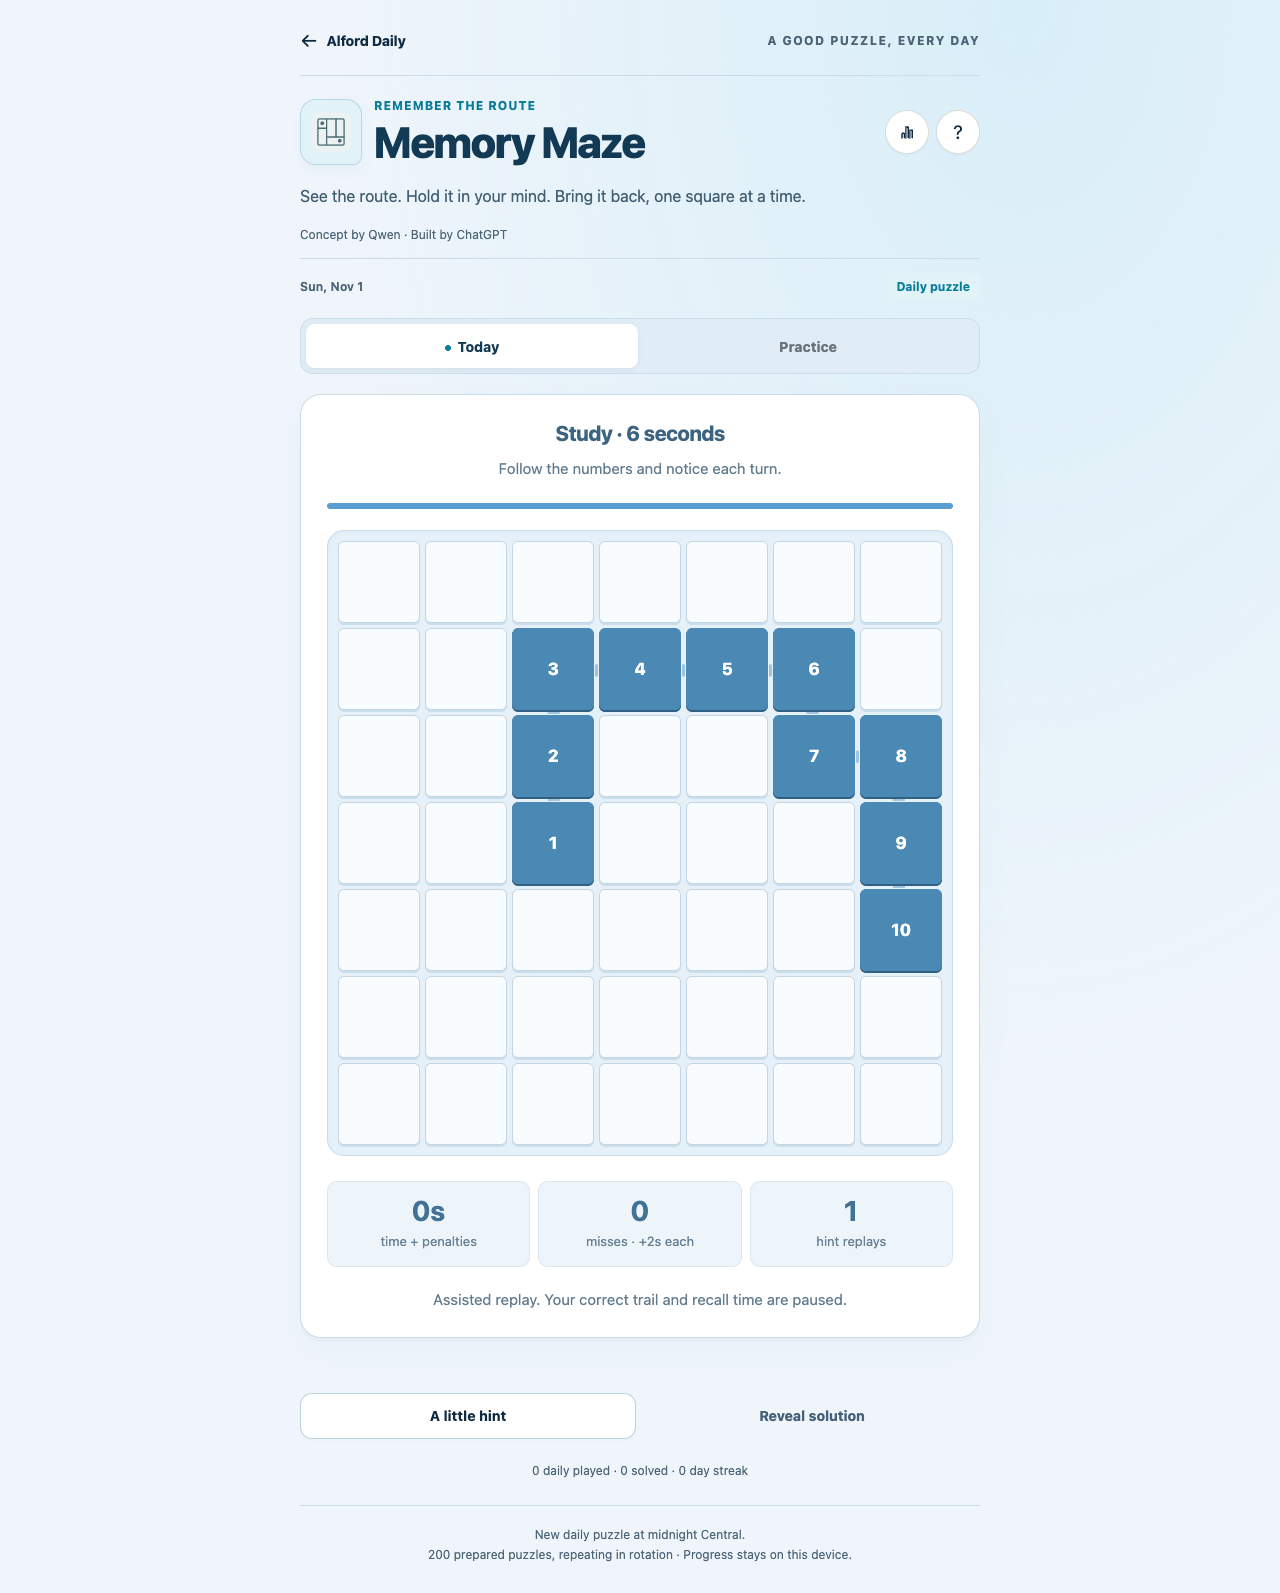 Alford Daily
A GOOD PUZZLE, EVERY DAY
REMEMBER THE ROUTE
Memory Maze
?
See the route. Hold it in your mind. Bring it back, one square at a time.
Concept by Qwen · Built by ChatGPT
Sun, Nov 1
Daily puzzle
Today
Practice
Study · 6 seconds
Follow the numbers and notice each turn.
3 4 5 6
2 7 8
1 9
10
0s
time + penalties
0
misses · +2s each
1
hint replays
Assisted replay. Your correct trail and recall time are paused.
A little hint
Reveal solution
0 daily played · 0 solved · 0 day streak
New daily puzzle at midnight Central.
200 prepared puzzles, repeating in rotation · Progress stays on this device.